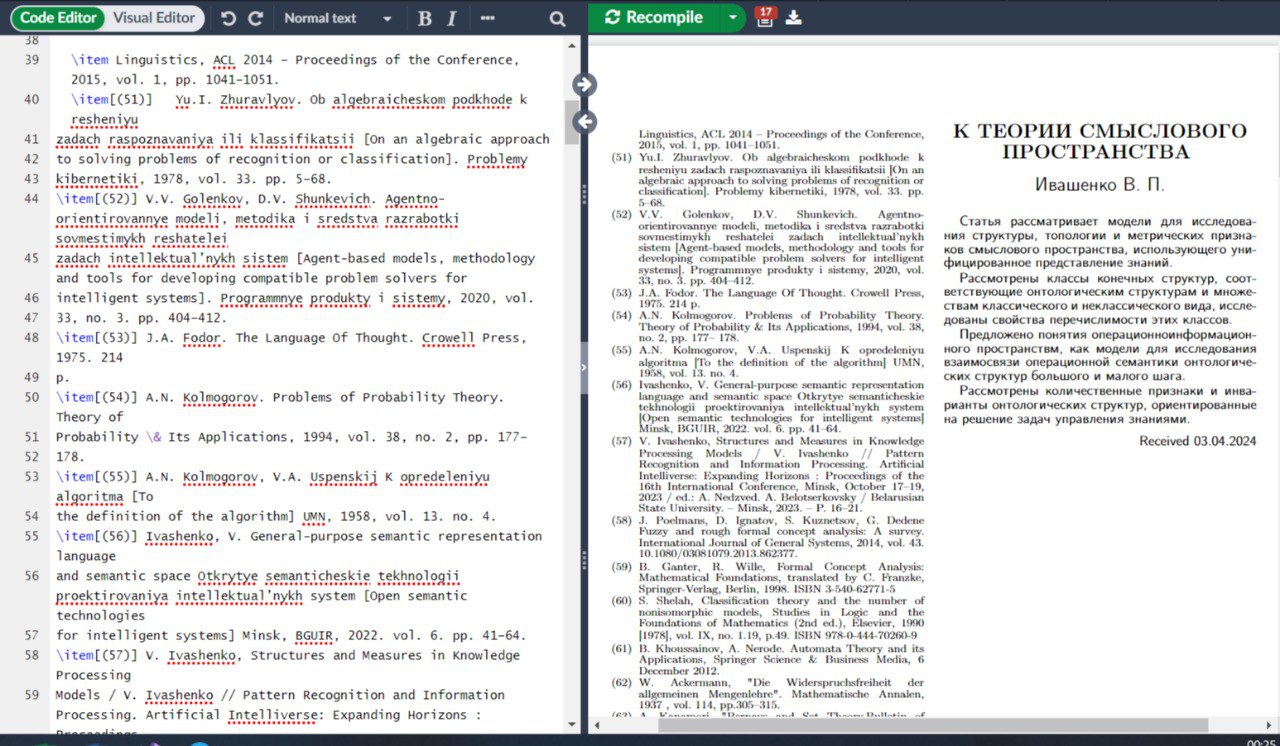 Code Editor Visual Editor Normal text B I Recompile 17
38
39 \item Linguistics, ACL 2014 – Proceedings of the Conference,
2015, vol. 1, pp. 1041–1051.
40 \item[(51)] Yu.I. Zhuravlyov. Ob algebraicheskom podkhode k
resheniyu
41 zadach raspoznavaniya ili klassifikatsii [On an algebraic approach
42 to solving problems of recognition or classification]. Problemy
43 kibernetiki, 1978, vol. 33. pp. 5–68.
44 \item[(52)] V.V. Golenkov, D.V. Shunkevich. Agentno-
orientirovannye modeli, metodika i sredstva razrabotki
sovmestimykh reshatelei
45 zadach intellektual'nykh sistem [Agent-based models, methodology
and tools for developing compatible problem solvers for
46 intelligent systems]. Programmnye produkty i sistemy, 2020, vol.
47 33, no. 3. pp. 404–412.
48 \item[(53)] J.A. Fodor. The Language Of Thought. Crowell Press,
1975. 214
49 p.
50 \item[(54)] A.N. Kolmogorov. Problems of Probability Theory.
Theory of
51 Probability \& Its Applications, 1994, vol. 38, no. 2, pp. 177–
52 178.
53 \item[(55)] A.N. Kolmogorov, V.A. Uspenskij K opredeleniyu
algoritma [To
54 the definition of the algorithm] UMN, 1958, vol. 13. no. 4.
55 \item[(56)] Ivashenko, V. General-purpose semantic representation
language
56 and semantic space Otkrytye semanticheskie tekhnologii
proektirovaniya intellektual'nykh system [Open semantic
technologies
57 for intelligent systems] Minsk, BGUIR, 2022. vol. 6. pp. 41–64.
58 \item[(57)] V. Ivashenko, Structures and Measures in Knowledge
Processing
59 Models / V. Ivashenko // Pattern Recognition and Information
Processing. Artificial Intelliverse: Expanding Horizons :
Proceedings
Linguistics, ACL 2014 – Proceedings of the Conference,
2015, vol. 1, pp. 1041–1051.
(51) Yu.I. Zhuravlyov. Ob algebraicheskom podkhode k
resheniyu zadach raspoznavaniya ili klassifikatsii [On an
algebraic approach to solving problems of recognition or
classification]. Problemy kibernetiki, 1978, vol. 33. pp.
5–68.
(52) V.V. Golenkov, D.V. Shunkevich. Agentno-
orientirovannye modeli, metodika i sredstva razrabotki
sovmestimykh reshatelei zadach intellektual'nykh
sistem [Agent-based models, methodology and tools for
developing compatible problem solvers for intelligent
systems]. Programmnye produkty i sistemy, 2020, vol.
33, no. 3. pp. 404–412.
(53) J.A. Fodor. The Language Of Thought. Crowell Press,
1975. 214 p.
(54) A.N. Kolmogorov. Problems of Probability Theory.
Theory of Probability & Its Applications, 1994, vol. 38,
no. 2, pp. 177– 178.
(55) A.N. Kolmogorov, V.A. Uspenskij K opredeleniyu
algoritma [To the definition of the algorithm] UMN,
1958, vol. 13. no. 4.
(56) Ivashenko, V. General-purpose semantic representation
language and semantic space Otkrytye semanticheskie
tekhnologii proektirovaniya intellektual'nykh system
[Open semantic technologies for intelligent systems]
Minsk, BGUIR, 2022. vol. 6. pp. 41–64.
(57) V. Ivashenko, Structures and Measures in Knowledge
Processing Models / V. Ivashenko // Pattern
Recognition and Information Processing. Artificial
Intelliverse: Expanding Horizons : Proceedings of the
16th International Conference, Minsk, October 17–19,
2023 / ed.: A. Nedzved. A. Belotserkovsky / Belarusian
State University. – Minsk, 2023. – P. 16–21.
(58) J. Poelmans, D. Ignatov, S. Kuznetsov, G. Dedene
Fuzzy and rough formal concept analysis: A survey.
International Journal of General Systems, 2014, vol. 43.
10.1080/03081079.2013.862377.
(59) B. Ganter, R. Wille, Formal Concept Analysis:
Mathematical Foundations, translated by C. Franzke,
Springer-Verlag, Berlin, 1998. ISBN 3-540-62771-5
(60) S. Shelah, Classification theory and the number of
nonisomorphic models, Studies in Logic and the
Foundations of Mathematics (2nd ed.), Elsevier, 1990
[1978], vol. IX, no. 1.19, p.49. ISBN 978-0-444-70260-9
(61) B. Khoussainov, A. Nerode. Automata Theory and its
Applications, Springer Science & Business Media, 6
December 2012.
(62) W. Ackermann, "Die Widerspruchsfreiheit der
allgemeinen Mengenlehre". Mathematische Annalen,
1937 , vol. 114, pp.305–315.
К ТЕОРИИ СМЫСЛОВОГО
ПРОСТРАНСТВА
Ивашенко В. П.
Статья рассматривает модели для исследова-
ния структуры, топологии и метрических призна-
ков смыслового пространства, использующего уни-
фицированное представление знаний.
Рассмотрены классы конечных структур, соот-
ветствующие онтологическим структурам и множе-
ствам классического и неклассического вида, иссле-
дованы свойства перечислимости этих классов.
Предложено понятия операционноинформацион-
ного пространствм, как модели для исследования
взаимосвязи операционной семантики онтологиче-
ских структур большого и малого шага.
Рассмотрены количественные признаки и инва-
рианты онтологических структур, ориентированные
на решение задач управления знаниями.
Received 03.04.2024